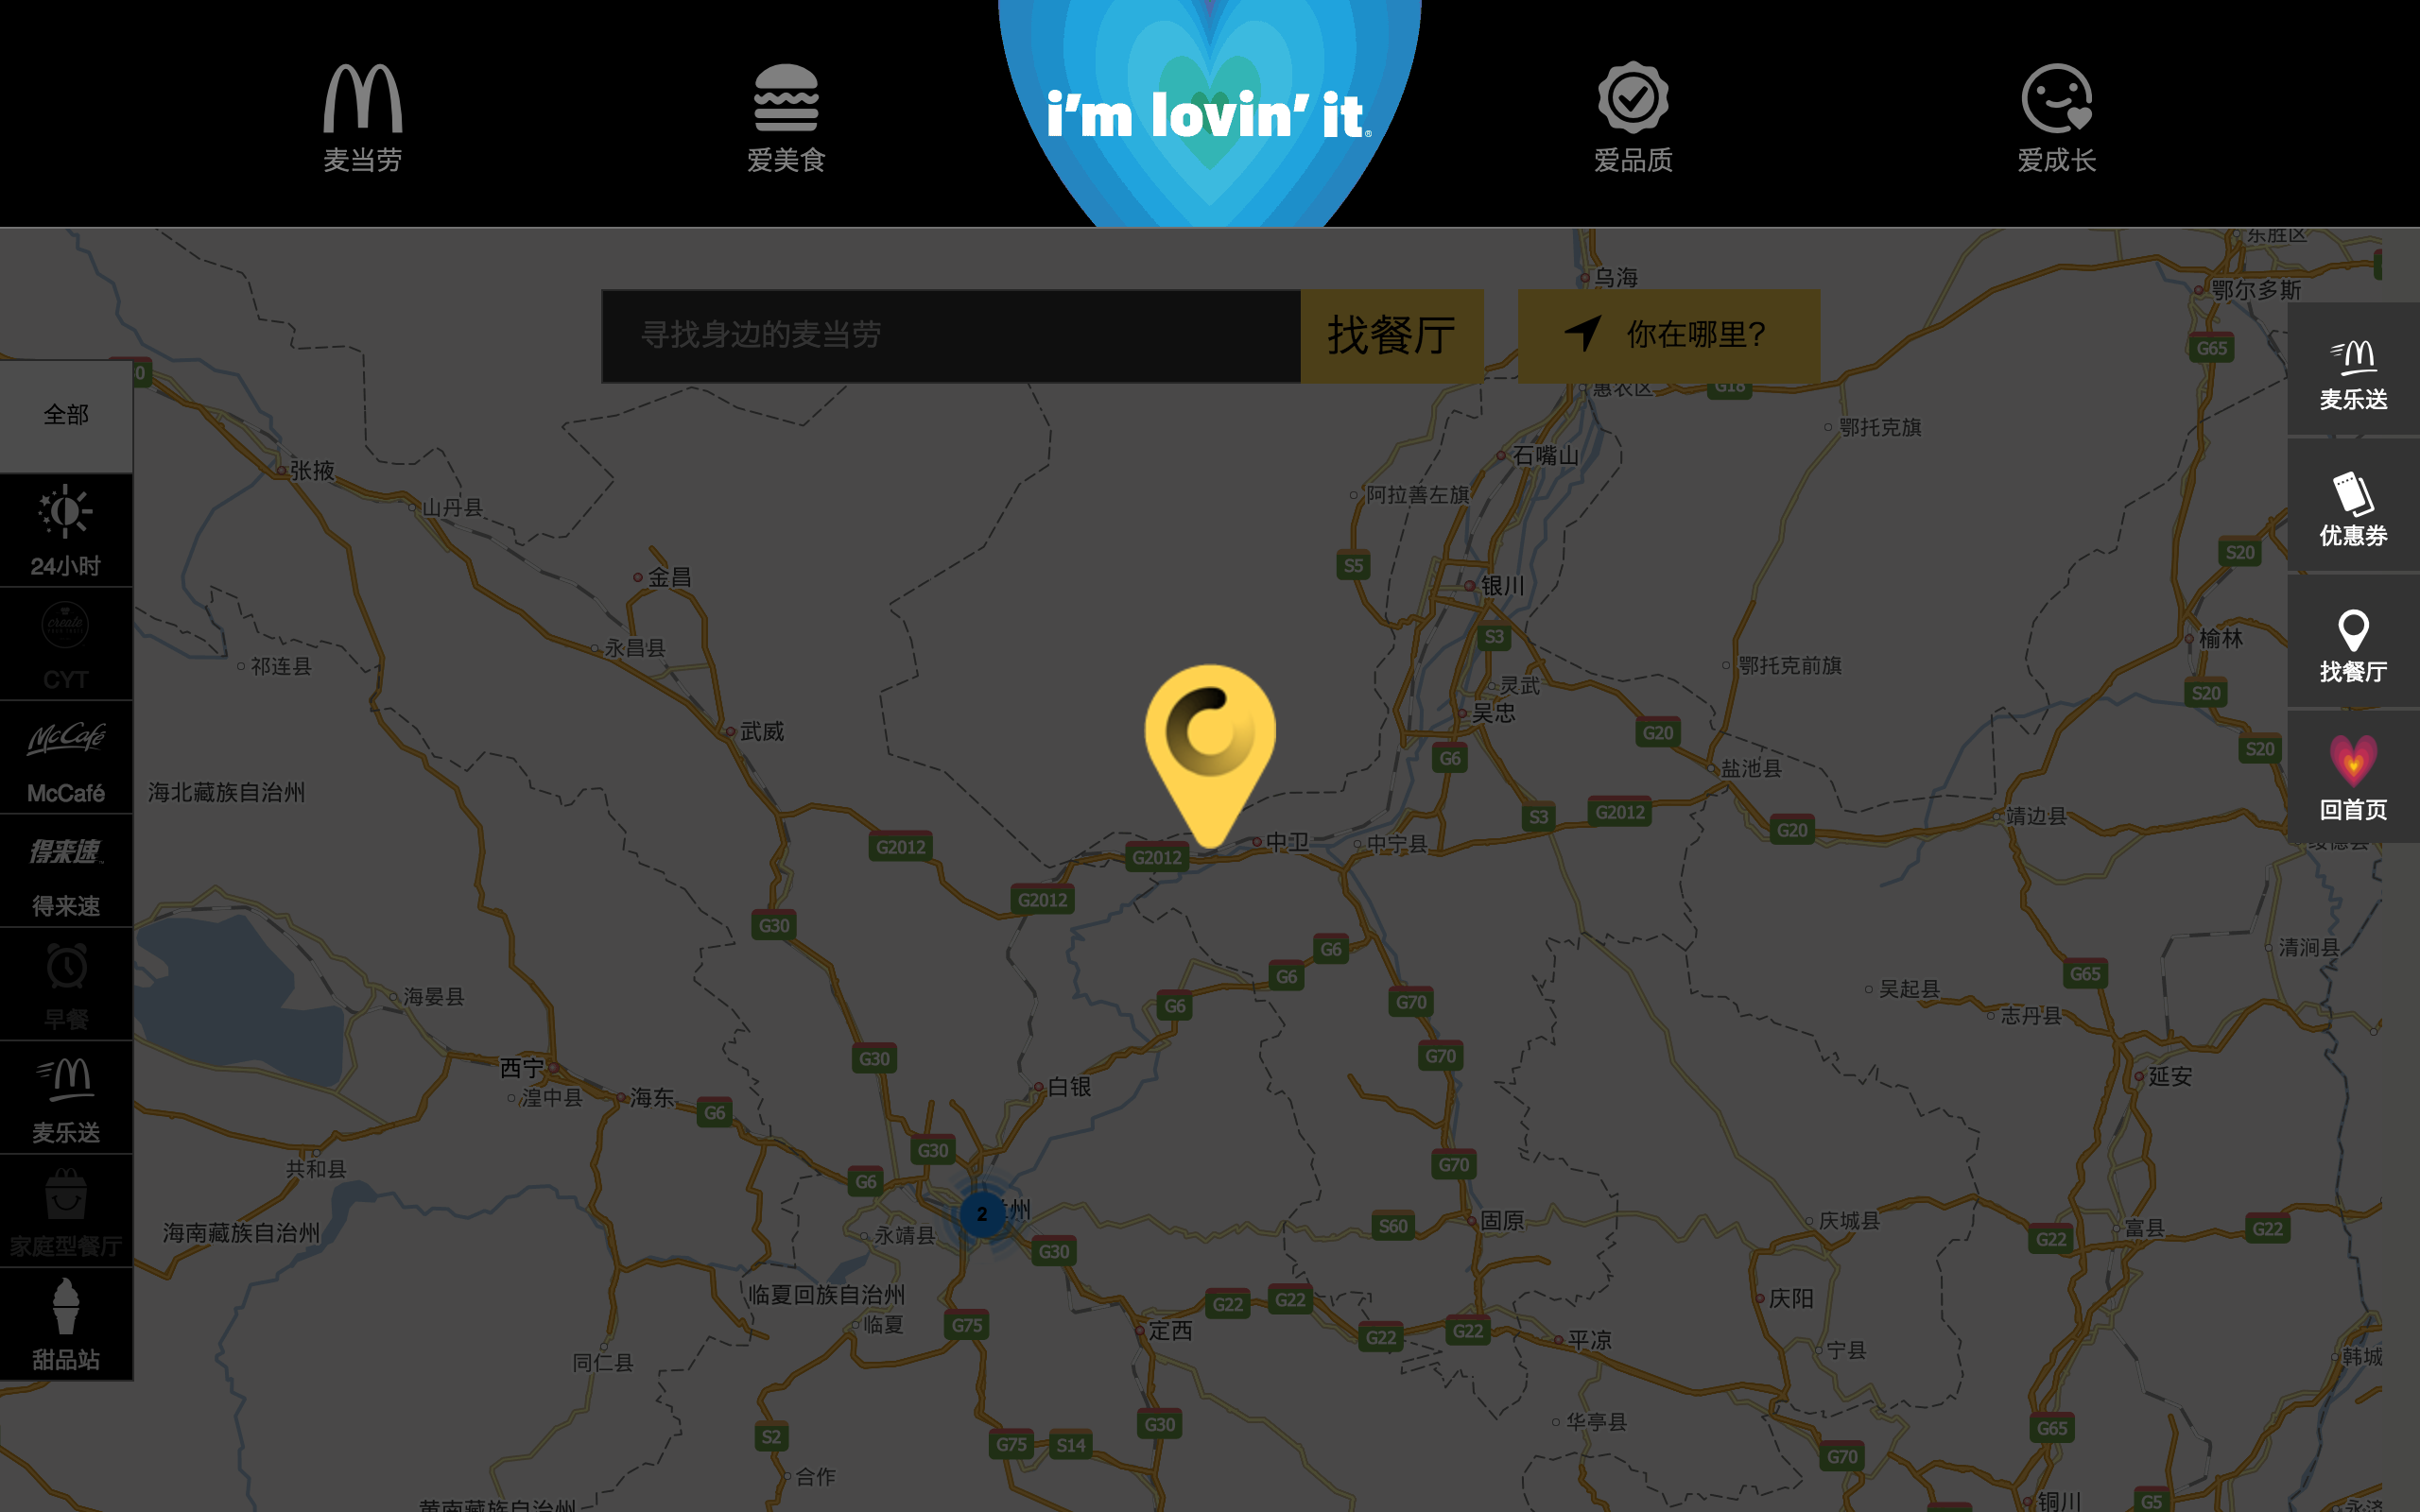 麦当劳
爱美食
i'm lovin' it®
爱品质
爱成长
东胜区
乌海
鄂尔多斯
寻找身边的麦当劳
找餐厅
你在哪里?
G65
麦乐送
全部
惠农区
G18
鄂托克旗
张掖
石嘴山
山丹县
阿拉善左旗
优惠券
24小时
S5
S20
金昌
银川
create
CYT
永昌县
S3
榆林
祁连县
灵武
鄂托克前旗
找餐厅
S20
吴忠
McCafé
McCafé
武威
G6
G20
盐池县
S20
海北藏族自治州
回首页
S3
G2012
G20
靖边县
得来速
得来速
G2012
G2012
中卫
中宁县
绥德县
G2012
G30
G6
G6
清涧县
早餐
海晏县
G6
G70
G65
吴起县
志丹县
西宁
G30
G70
延安
湟中县
海东
G6
白银
麦乐送
共和县
G6
G30
G70
海南藏族自治州
2
州
永靖县
G30
S60
固原
庆城县
G22
富县
G22
家庭型餐厅
临夏回族自治州
G22
G22
庆阳
临夏
G75
定西
G22
G22
平凉
宁县
韩城
甜品站
同仁县
S2
G75
S14
G30
华亭县
G65
G70
合作
黄南藏族自治州
铜川
G5